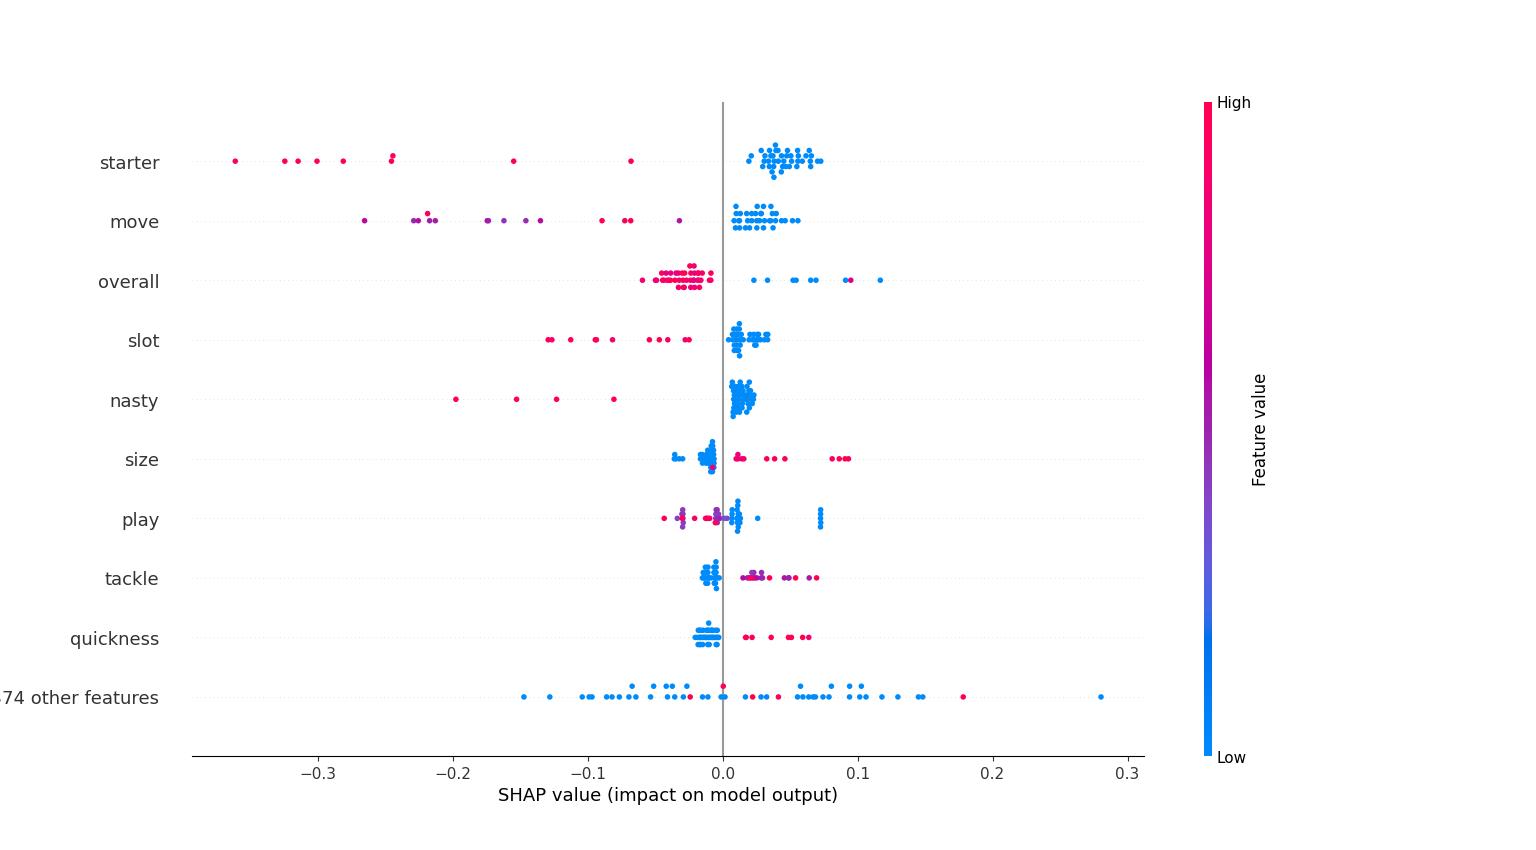 High
starter
move
overall
slot
nasty
size
play
tackle
quickness
74 other features
Low
Feature value
−0.3 −0.2 −0.1 0.0 0.1 0.2 0.3
SHAP value (impact on model output)